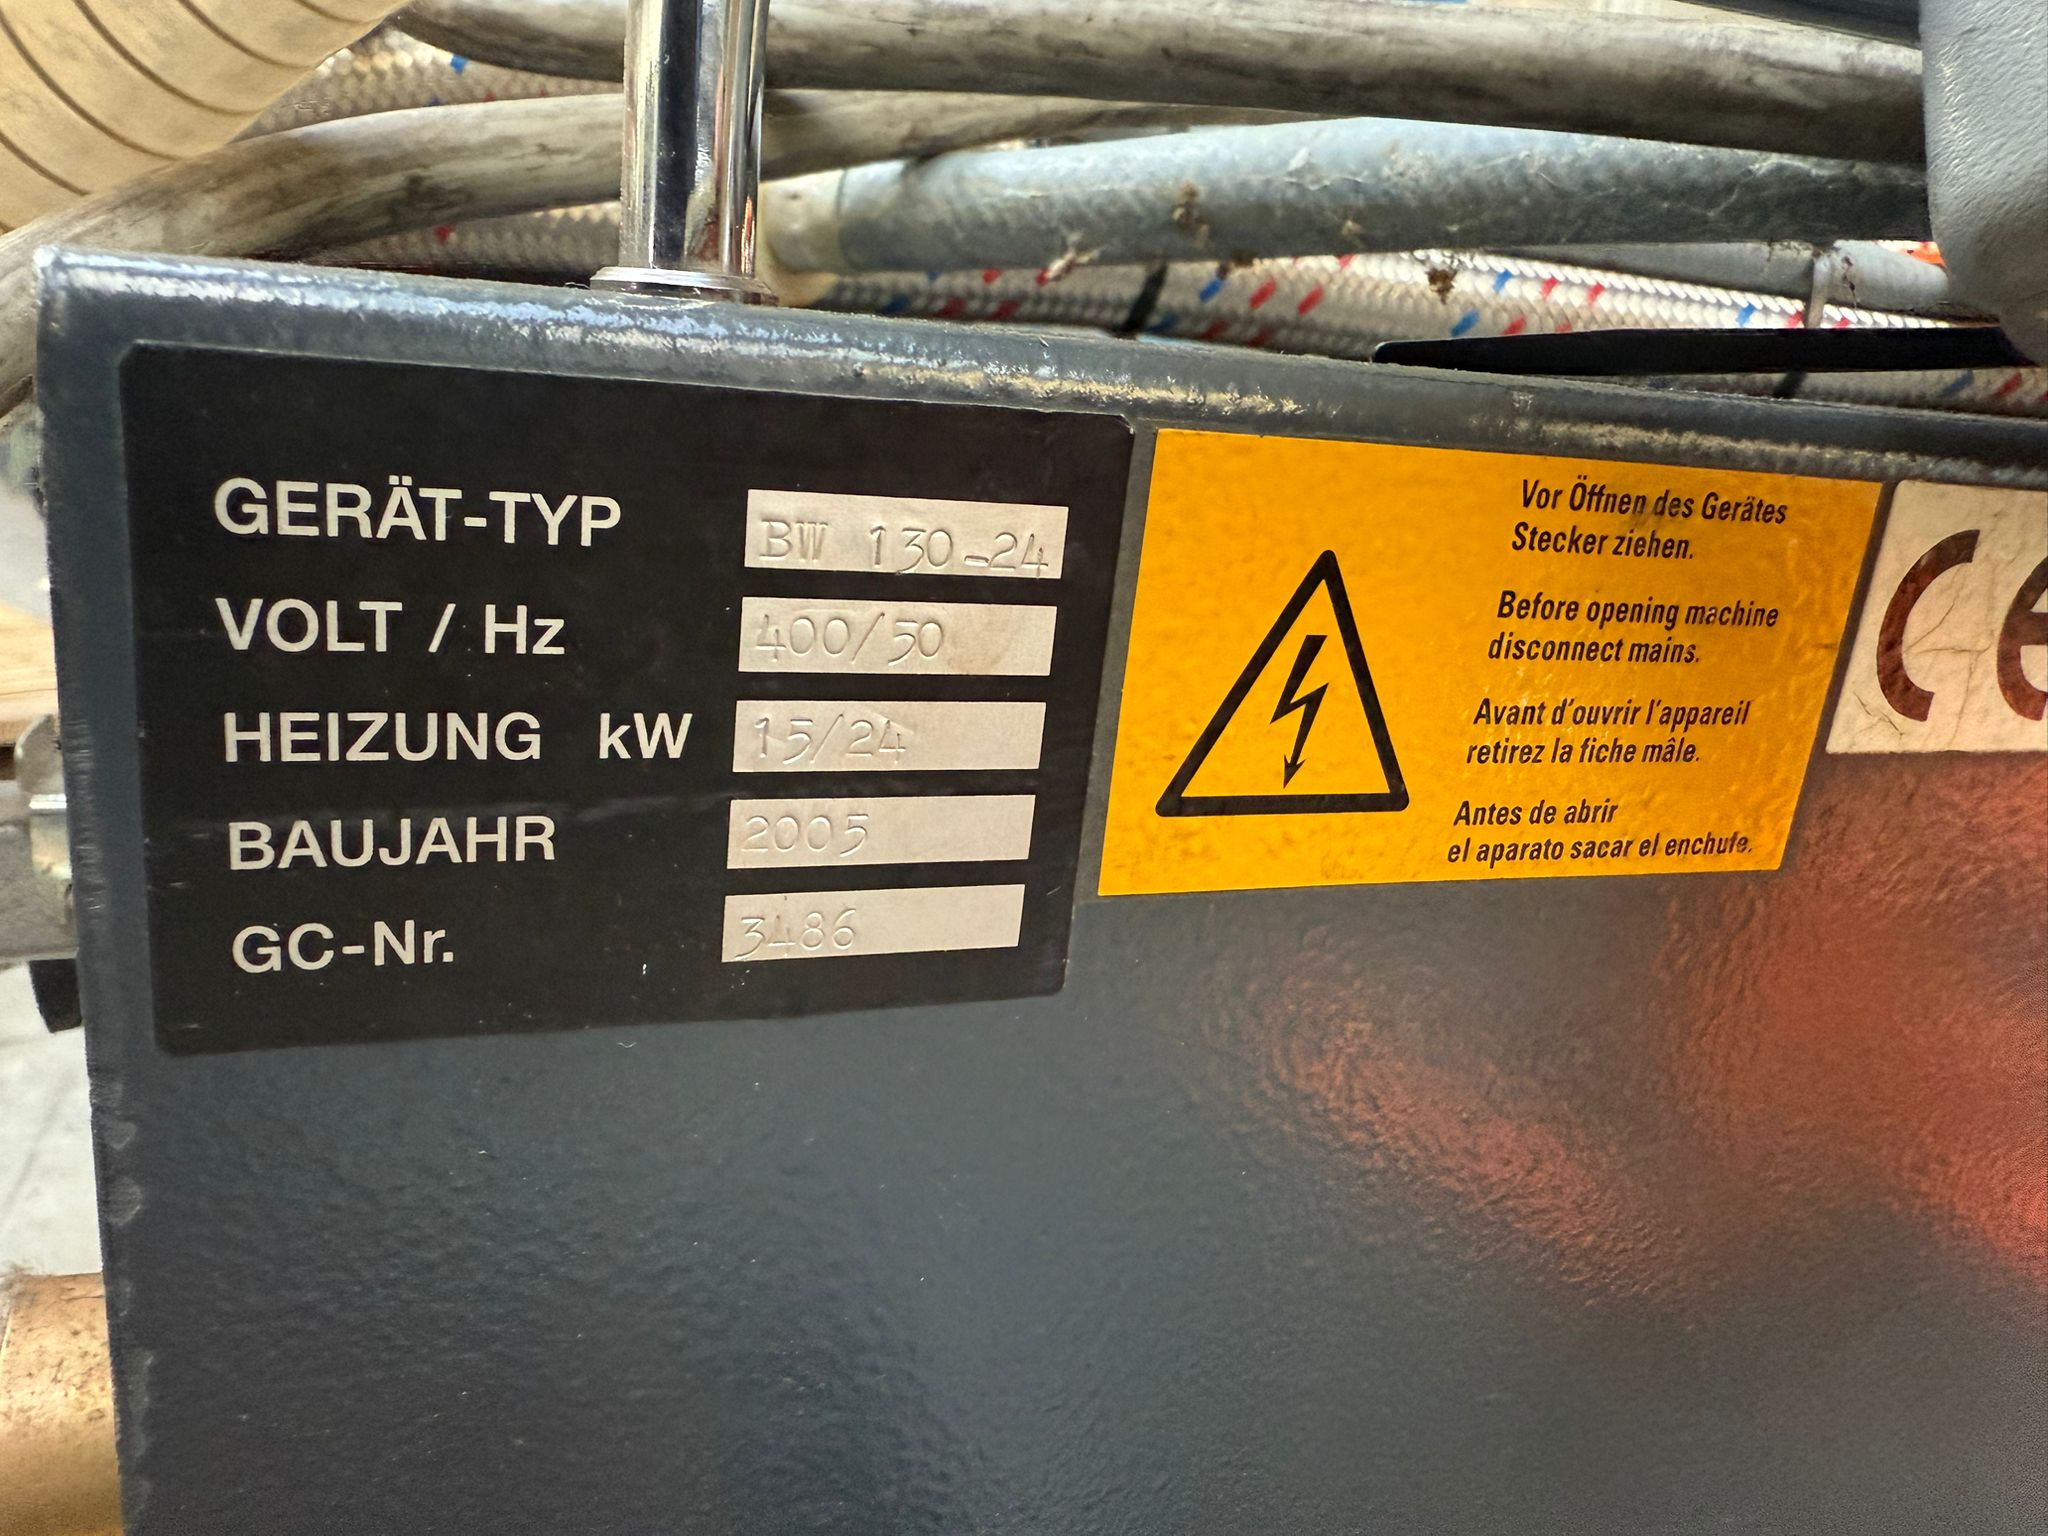 GERÄT-TYP BW 130-24
VOLT / Hz 400/50
HEIZUNG kW 15/24
BAUJAHR 2005
GC-Nr. 3486
Vor Öffnen des Gerätes
Stecker ziehen.
Before opening machine
disconnect mains.
Avant d'ouvrir l'appareil
retirez la fiche mâle.
Antes de abrir
el aparato sacar el enchufe.
CE